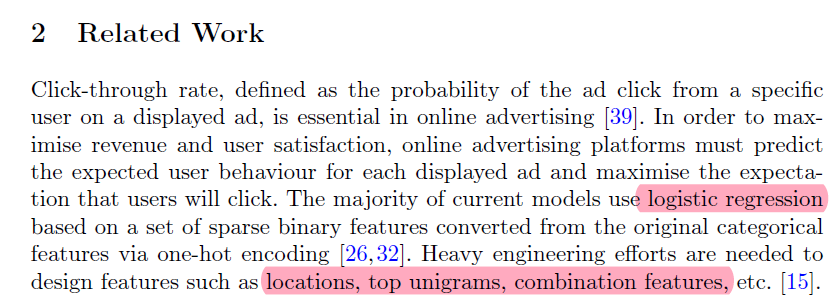 2 Related Work
Click-through rate, defined as the probability of the ad click from a specific
user on a displayed ad, is essential in online advertising [39]. In order to max-
imise revenue and user satisfaction, online advertising platforms must predict
the expected user behaviour for each displayed ad and maximise the expecta-
tion that users will click. The majority of current models use logistic regression
based on a set of sparse binary features converted from the original categorical
features via one-hot encoding [26,32]. Heavy engineering efforts are needed to
design features such as locations, top unigrams, combination features, etc. [15].